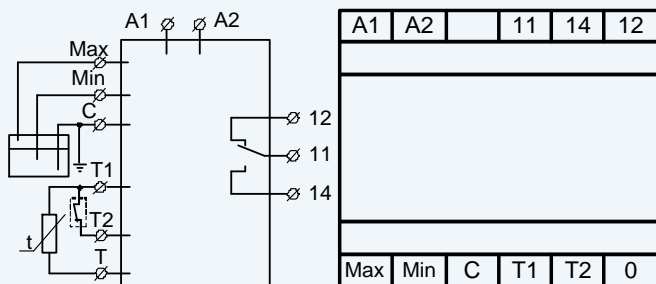 A1 A2
Max
Min
C
T1
T2
T
t
12
11
14
A1 A2 11 14 12
Max Min C T1 T2 0